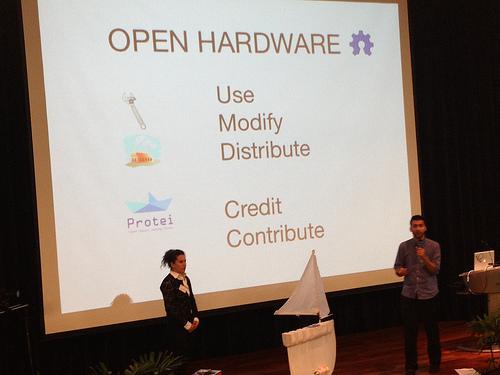 OPEN HARDWARE
Use
Modify
Distribute
Protei
Credit
Contribute